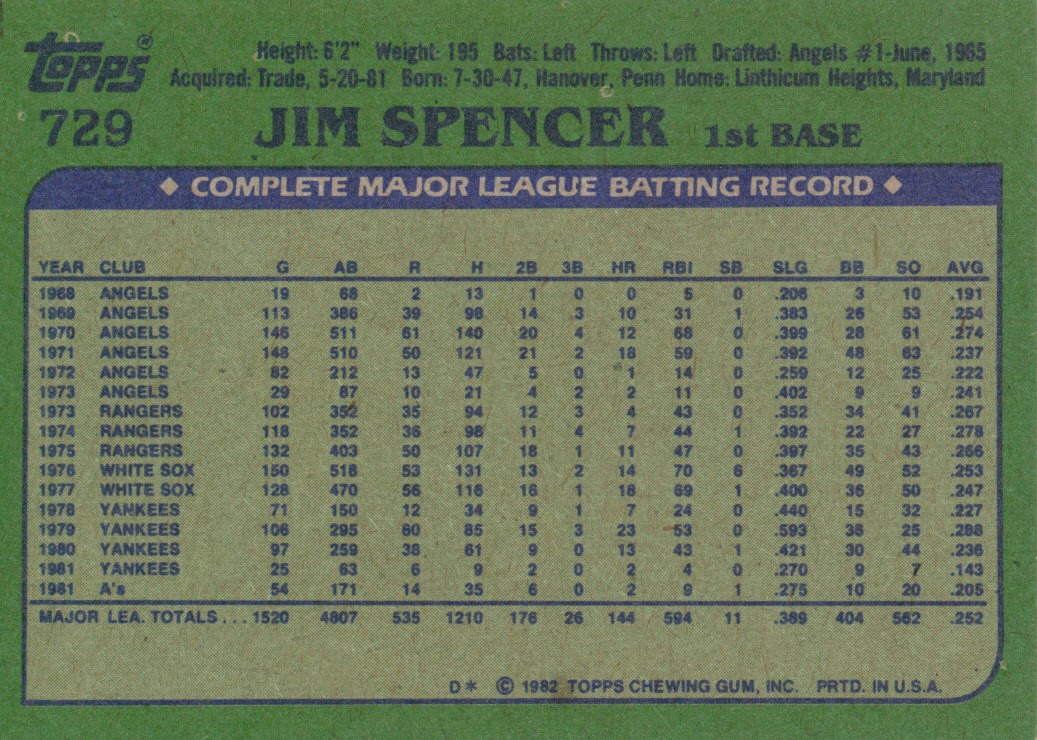 Topps®
Height: 6'2" Weight: 195 Bats: Left Throws: Left Drafted: Angels #1-June, 1965
Acquired: Trade, 5-20-81 Born: 7-30-47, Hanover, Penn Home: Linthicum Heights, Maryland
729 JIM SPENCER 1st BASE
◆ COMPLETE MAJOR LEAGUE BATTING RECORD ◆
YEAR CLUB G AB R H 2B 3B HR RBI SB SLG BB SO AVG
1968 ANGELS 19 68 2 13 1 0 0 5 0 .206 3 10 .191
1969 ANGELS 113 386 39 98 14 3 10 31 1 .383 26 53 .254
1970 ANGELS 146 511 61 140 20 4 12 68 0 .399 28 61 .274
1971 ANGELS 148 510 50 121 21 2 18 59 0 .392 48 63 .237
1972 ANGELS 82 212 13 47 5 0 1 14 0 .259 12 25 .222
1973 ANGELS 29 87 10 21 4 2 2 11 0 .402 9 9 .241
1973 RANGERS 102 352 35 94 12 3 4 43 0 .352 34 41 .267
1974 RANGERS 118 352 36 98 11 4 7 44 1 .392 22 27 .278
1975 RANGERS 132 403 50 107 18 1 11 47 0 .397 35 43 .266
1976 WHITE SOX 150 518 53 131 13 2 14 70 6 .367 49 52 .253
1977 WHITE SOX 128 470 56 116 16 1 18 69 1 .400 36 50 .247
1978 YANKEES 71 150 12 34 9 1 7 24 0 .440 15 32 .227
1979 YANKEES 106 295 60 85 15 3 23 53 0 .593 38 25 .288
1980 YANKEES 97 259 38 61 9 0 13 43 1 .421 30 44 .236
1981 YANKEES 25 63 6 9 2 0 2 4 0 .270 9 7 .143
1981 A's 54 171 14 35 6 0 2 9 1 .275 10 20 .205
MAJOR LEA. TOTALS... 1520 4807 535 1210 176 26 144 594 11 .389 404 562 .252
D* © 1982 TOPPS CHEWING GUM, INC. PRTD. IN U.S.A.